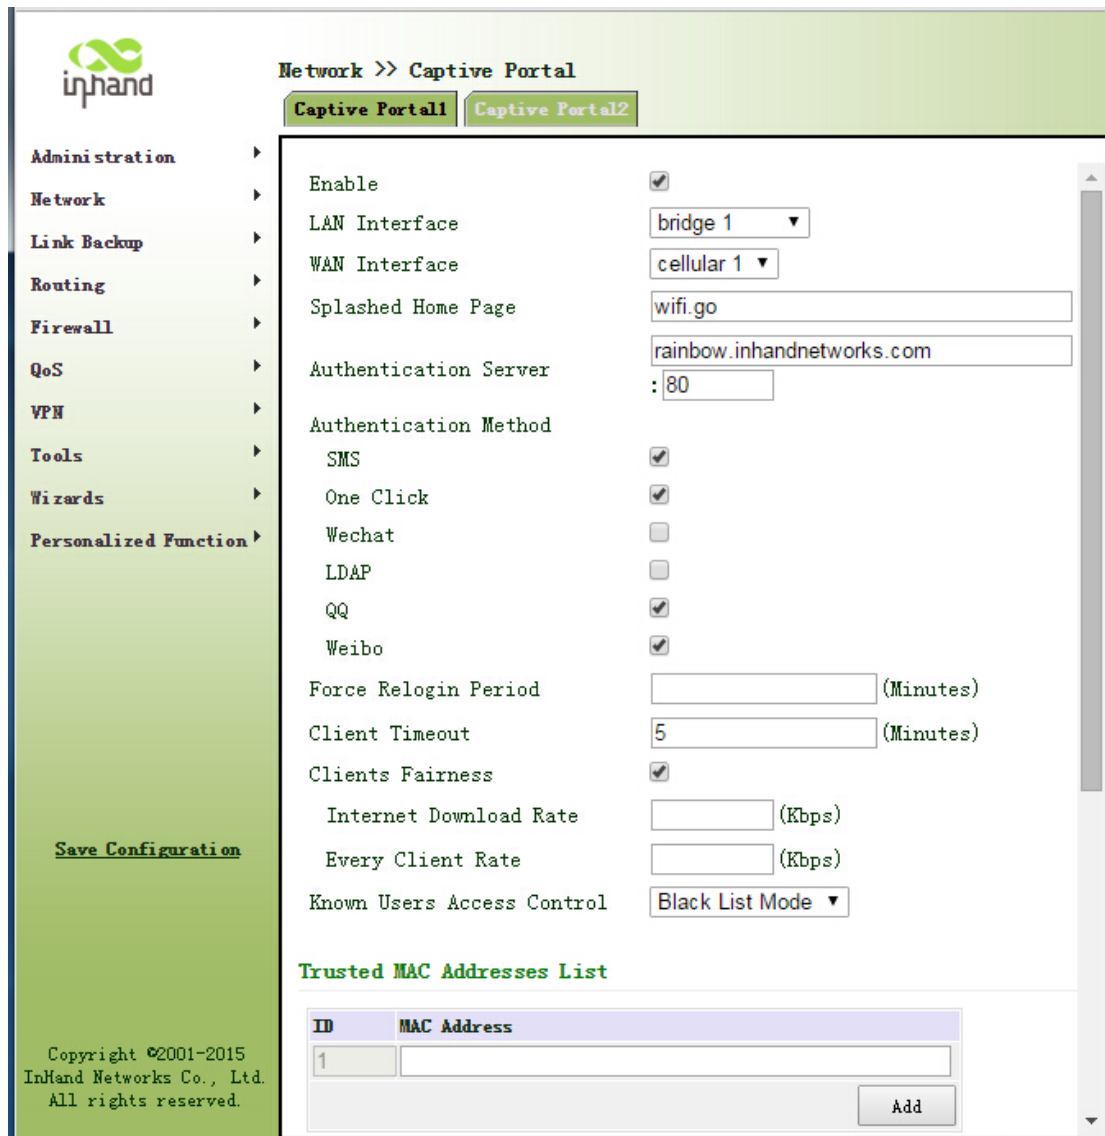 inhand
Network >> Captive Portal
Captive Portal1 Captive Portal2
Administration
Network
Link Backup
Routing
Firewall
QoS
VPN
Tools
Wizards
Personalized Function
Save Configuration
Copyright ©2001-2015
InHand Networks Co., Ltd.
All rights reserved.
Enable
LAN Interface bridge 1
WAN Interface cellular 1
Splashed Home Page wifi.go
Authentication Server rainbow.inhandnetworks.com
: 80
Authentication Method
SMS
One Click
Wechat
LDAP
QQ
Weibo
Force Relogin Period (Minutes)
Client Timeout 5 (Minutes)
Clients Fairness
Internet Download Rate (Kbps)
Every Client Rate (Kbps)
Known Users Access Control Black List Mode
Trusted MAC Addresses List
ID MAC Address
1
Add